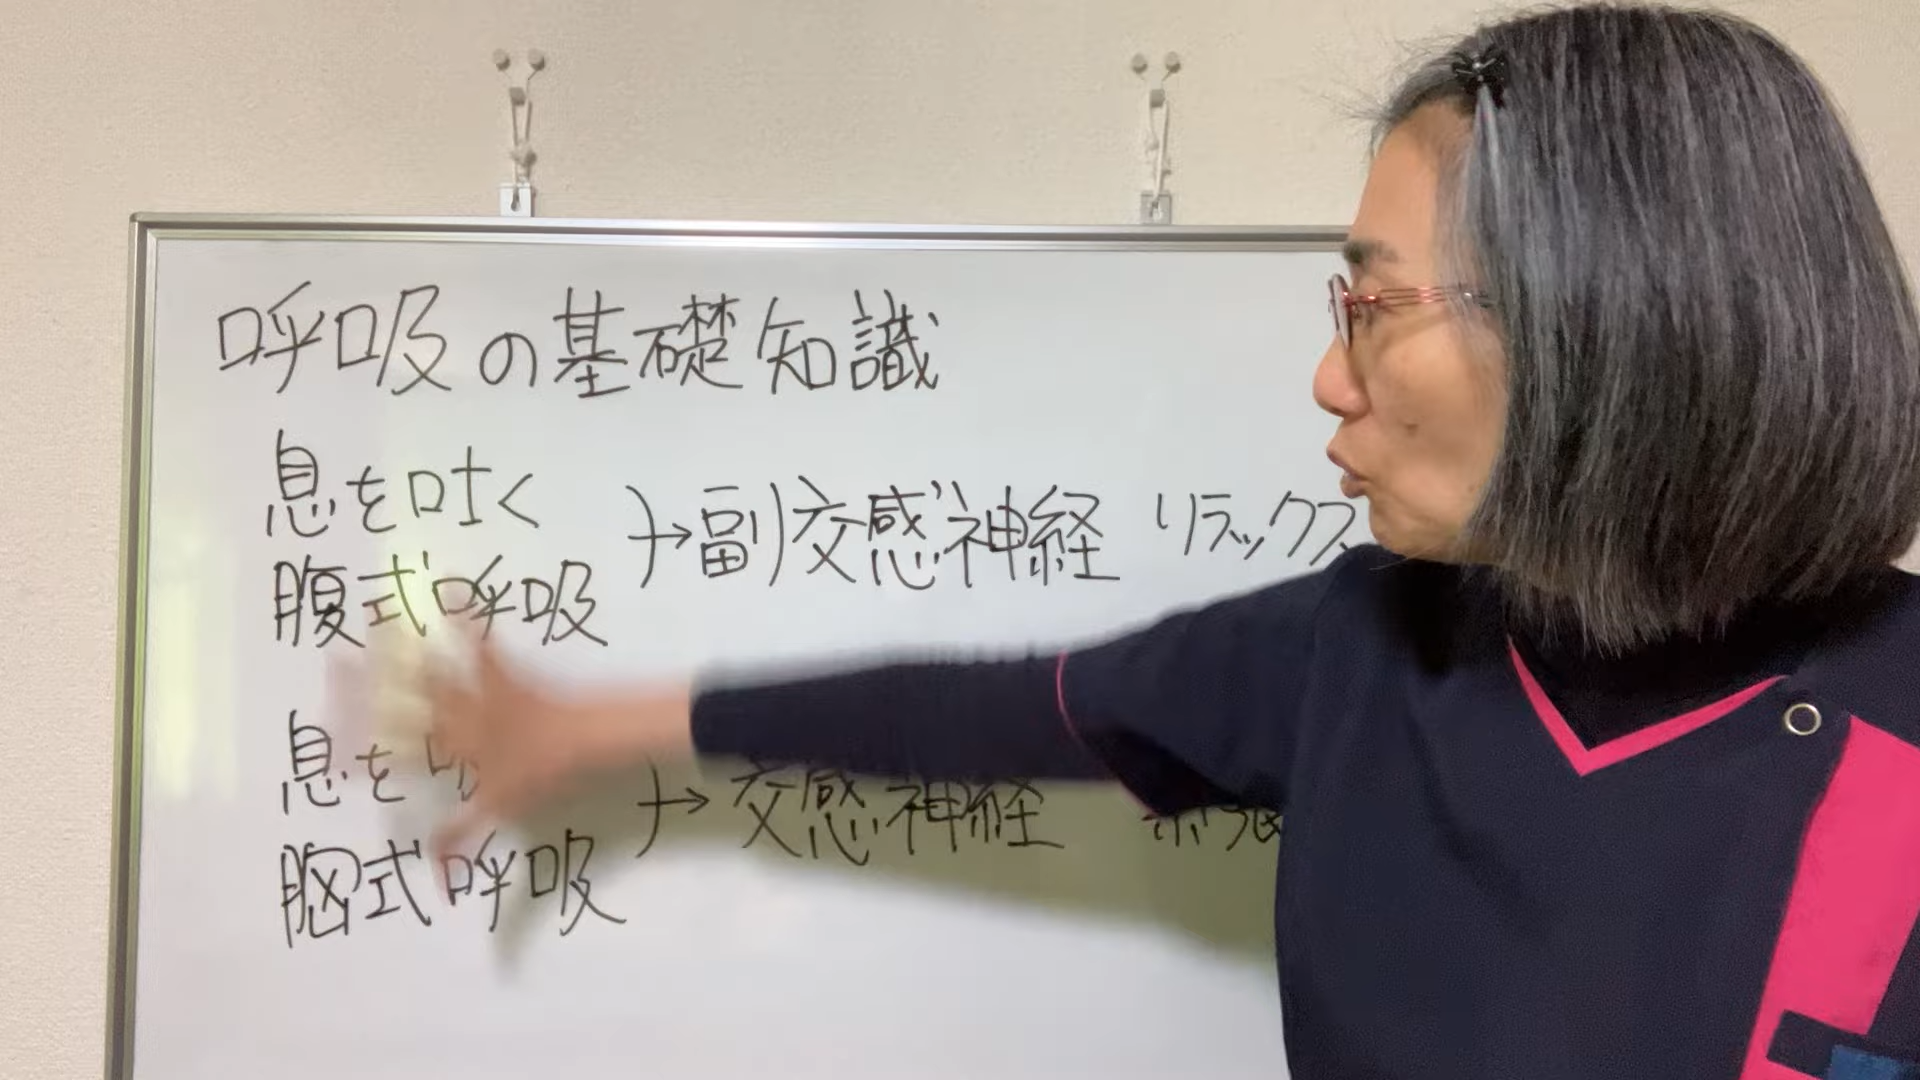 呼吸の基礎知識
息を吐く
腹式呼吸
→副交感神経 リラックス
息を
胸式呼吸
→交感神経